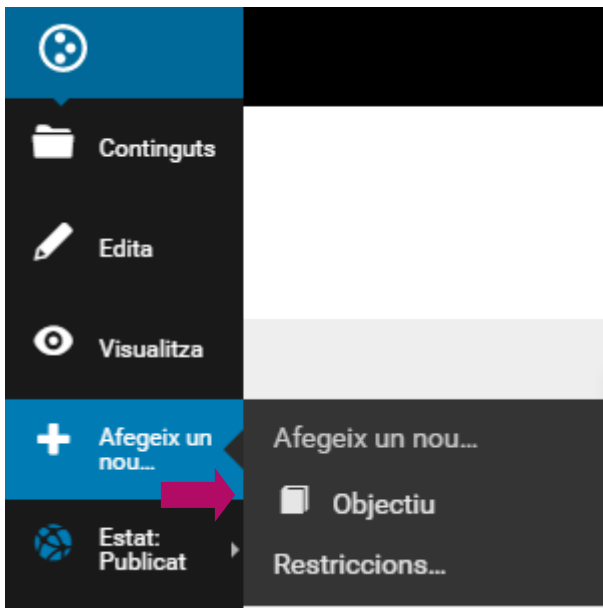 Continguts
Edita
Visualitza
Afegeix un
nou...
Afegeix un nou...
Objectiu
Estat:
Publicat
Restriccions...